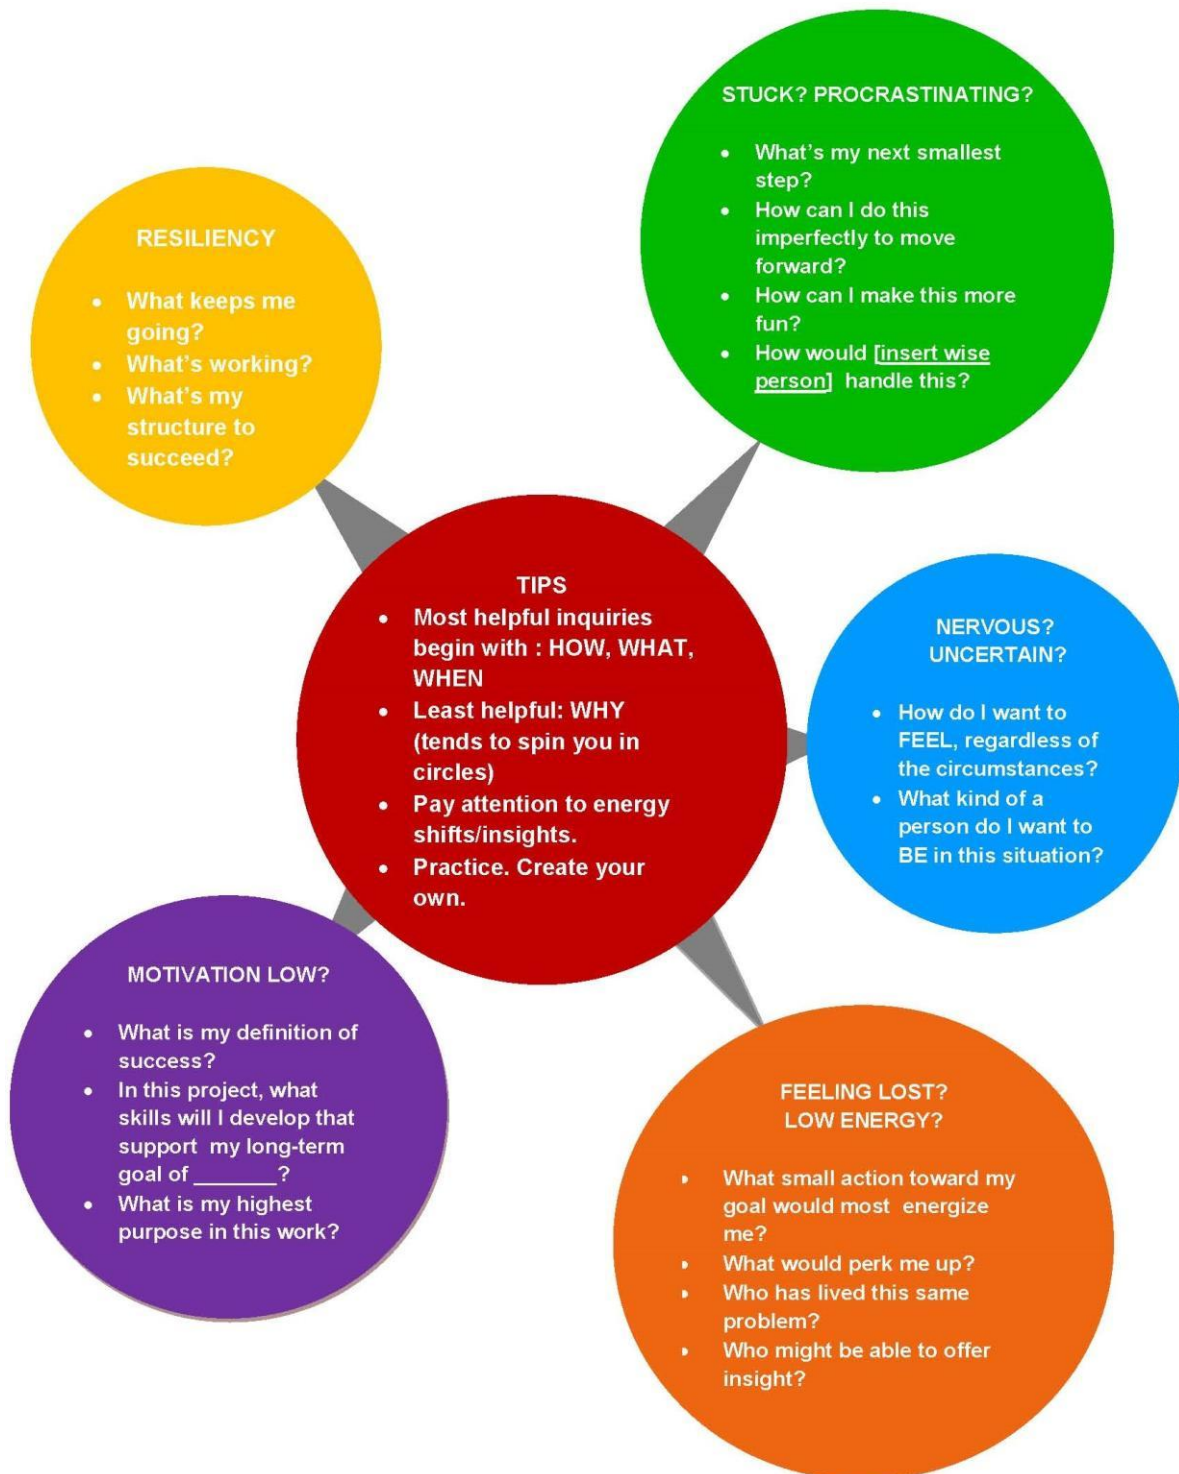 STUCK? PROCRASTINATING?
• What’s my next smallest
step?
• How can I do this
imperfectly to move
forward?
• How can I make this more
fun?
• How would [insert wise
person] handle this?
RESILIENCY
• What keeps me
going?
• What’s working?
• What’s my
structure to
succeed?
TIPS
• Most helpful inquiries
begin with : HOW, WHAT,
WHEN
• Least helpful: WHY
(tends to spin you in
circles)
• Pay attention to energy
shifts/insights.
• Practice. Create your
own.
NERVOUS?
UNCERTAIN?
• How do I want to
FEEL, regardless of
the circumstances?
• What kind of a
person do I want to
BE in this situation?
MOTIVATION LOW?
• What is my definition of
success?
• In this project, what
skills will I develop that
support my long-term
goal of _______?
• What is my highest
purpose in this work?
FEELING LOST?
LOW ENERGY?
• What small action toward my
goal would most energize
me?
• What would perk me up?
• Who has lived this same
problem?
• Who might be able to offer
insight?